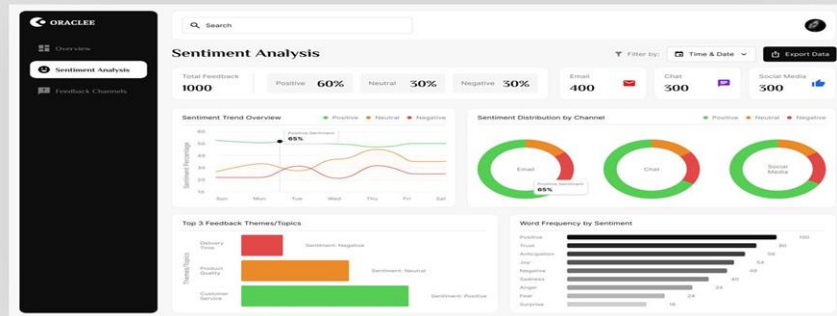 ORACLEE
Search
Overview
Sentiment Analysis
Feedback Channels
Sentiment Analysis
Filter by:
Time & Date
Export Data
Total Feedback
1000
Positive 60%
Neutral 30%
Negative 30%
Email
400
Chat
300
Social Media
300
Sentiment Trend Overview
Positive
Neutral
Negative
60
50
40
30
20
10
Sentiment Percentage
Positive Sentiment
65%
Sun Mon Tue Wed Thu Fri Sat
Sentiment Distribution by Channel
Positive
Neutral
Negative
Email
Positive Sentiment
65%
Chat
Social
Media
Top 3 Feedback Themes/Topics
Themes/Topics
Delivery
Time
Sentiment: Negative
Product
Quality
Sentiment: Neutral
Customer
Service
Sentiment: Positive
Word Frequency by Sentiment
Positive 100
Trust 80
Anticipation
Joy 54
Negative
Sadness 40
Anger
Fear 24
Surprise